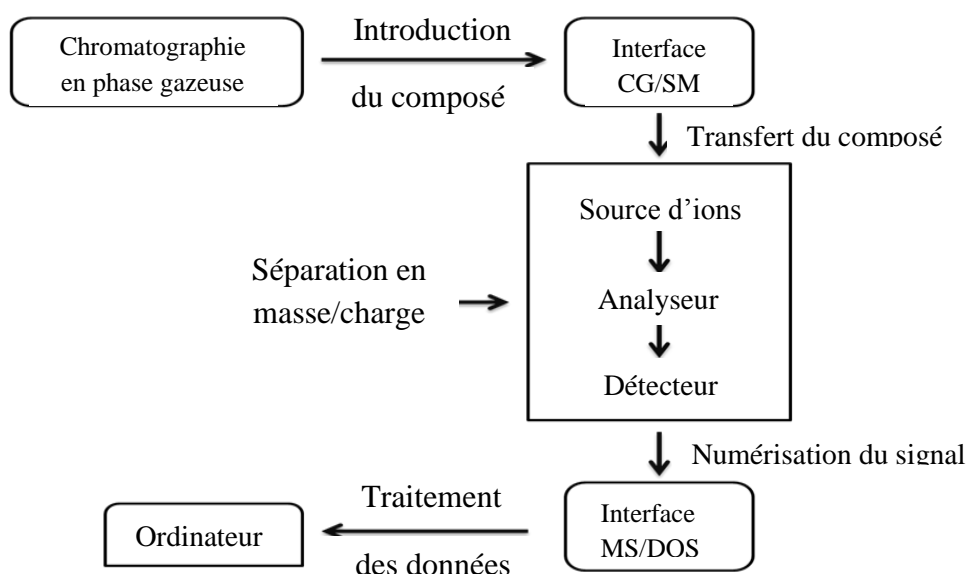 Chromatographie
en phase gazeuse
Introduction
du composé
Interface
CG/SM
Transfert du composé
Source d’ions
Séparation en
masse/charge
Analyseur
Détecteur
Numérisation du signal
Interface
MS/DOS
Traitement
des données
Ordinateur